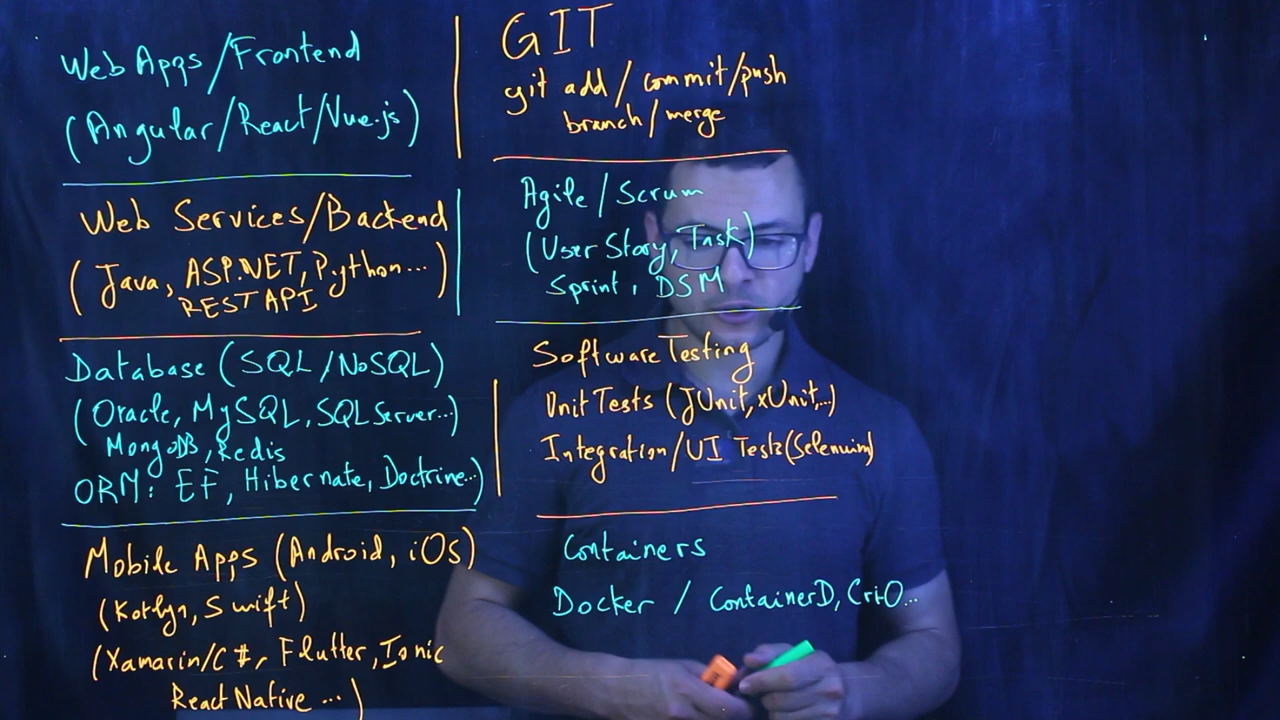 Web Apps/Frontend
(Angular/React/Vue.js)
Web Services/Backend
(Java, ASP.NET, Python...)
REST API
Database (SQL/NoSQL)
(Oracle, MySQL, SQL Server...)
MongoDB, Redis
ORM: EF, Hibernate, Doctrine...)
Mobile Apps (Android, iOs)
(Kotlyn, Swift)
(Xamarin/C#, Flutter, Ionic
React Native ... )
GIT
git add / commit/push
branch/merge
Agile/Scrum
(User Story, Task)
Sprint, DSM
Software Testing
Unit Tests (JUnit, xUnit,..)
Integration/UI Tests (Selenium)
Containers
Docker / ContainerD, CriO...